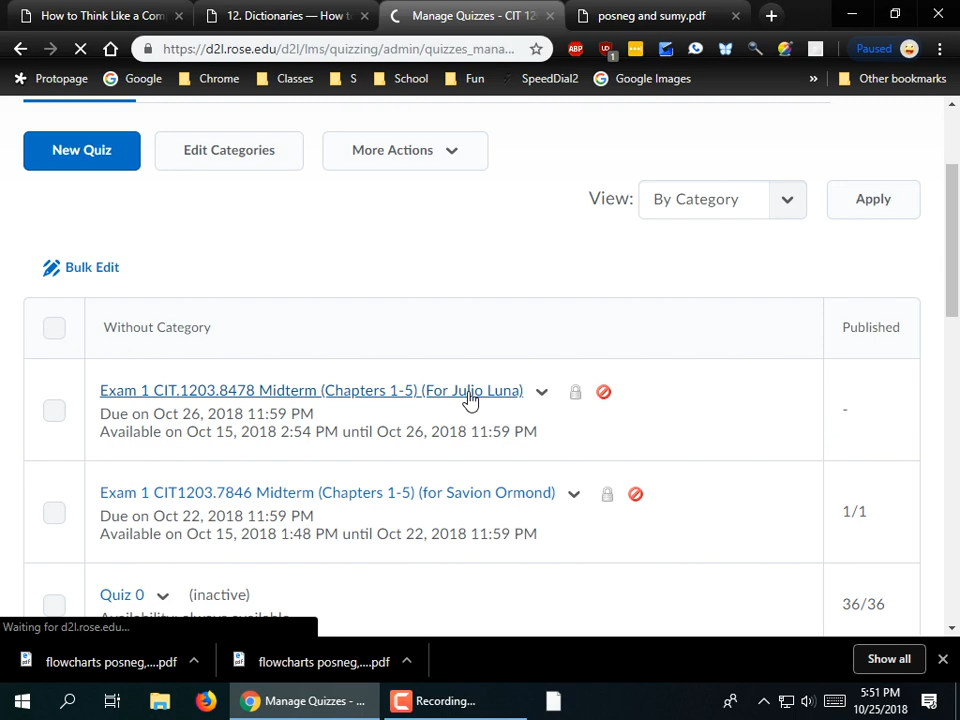 How to Think Like a Com
12. Dictionaries — How to
Manage Quizzes - CIT 12
posneg and sumy.pdf
https://d2l.rose.edu/d2l/lms/quizzing/admin/quizzes_mana...
ABP
1
Paused
Protopage
Google
Chrome
Classes
S
School
Fun
SpeedDial2
Google Images
»
Other bookmarks
New Quiz
Edit Categories
More Actions
View:
By Category
Apply
Bulk Edit
Without Category
Published
Exam 1 CIT.1203.8478 Midterm (Chapters 1-5) (For Julio Luna)
Due on Oct 26, 2018 11:59 PM
Available on Oct 15, 2018 2:54 PM until Oct 26, 2018 11:59 PM
-
Exam 1 CIT1203.7846 Midterm (Chapters 1-5) (for Savion Ormond)
Due on Oct 22, 2018 11:59 PM
Available on Oct 15, 2018 1:48 PM until Oct 22, 2018 11:59 PM
1/1
Quiz 0
(inactive)
Availability: always available
36/36
Waiting for d2l.rose.edu...
flowcharts posneg,....pdf
flowcharts posneg,....pdf
Show all
Manage Quizzes - ...
Recording...
5:51 PM
10/25/2018